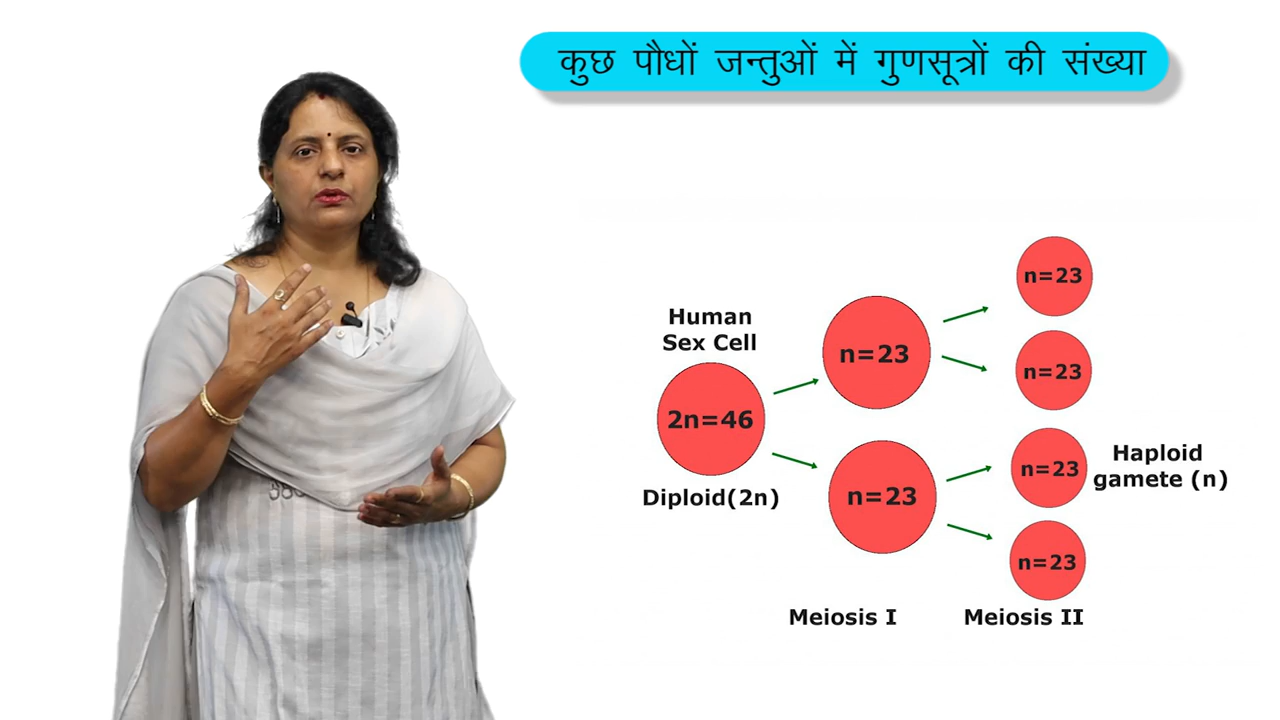 कुछ पौधों जन्तुओं में गुणसूत्रों की संख्या
Human
Sex Cell
2n=46
Diploid(2n)
n=23
n=23
Meiosis I
n=23
n=23
n=23
n=23
Haploid
gamete (n)
Meiosis II